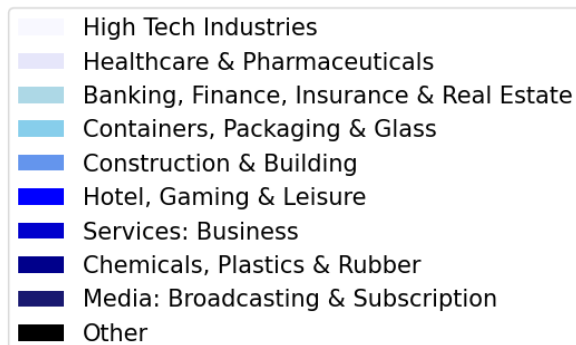 High Tech Industries
Healthcare & Pharmaceuticals
Banking, Finance, Insurance & Real Estate
Containers, Packaging & Glass
Construction & Building
Hotel, Gaming & Leisure
Services: Business
Chemicals, Plastics & Rubber
Media: Broadcasting & Subscription
Other